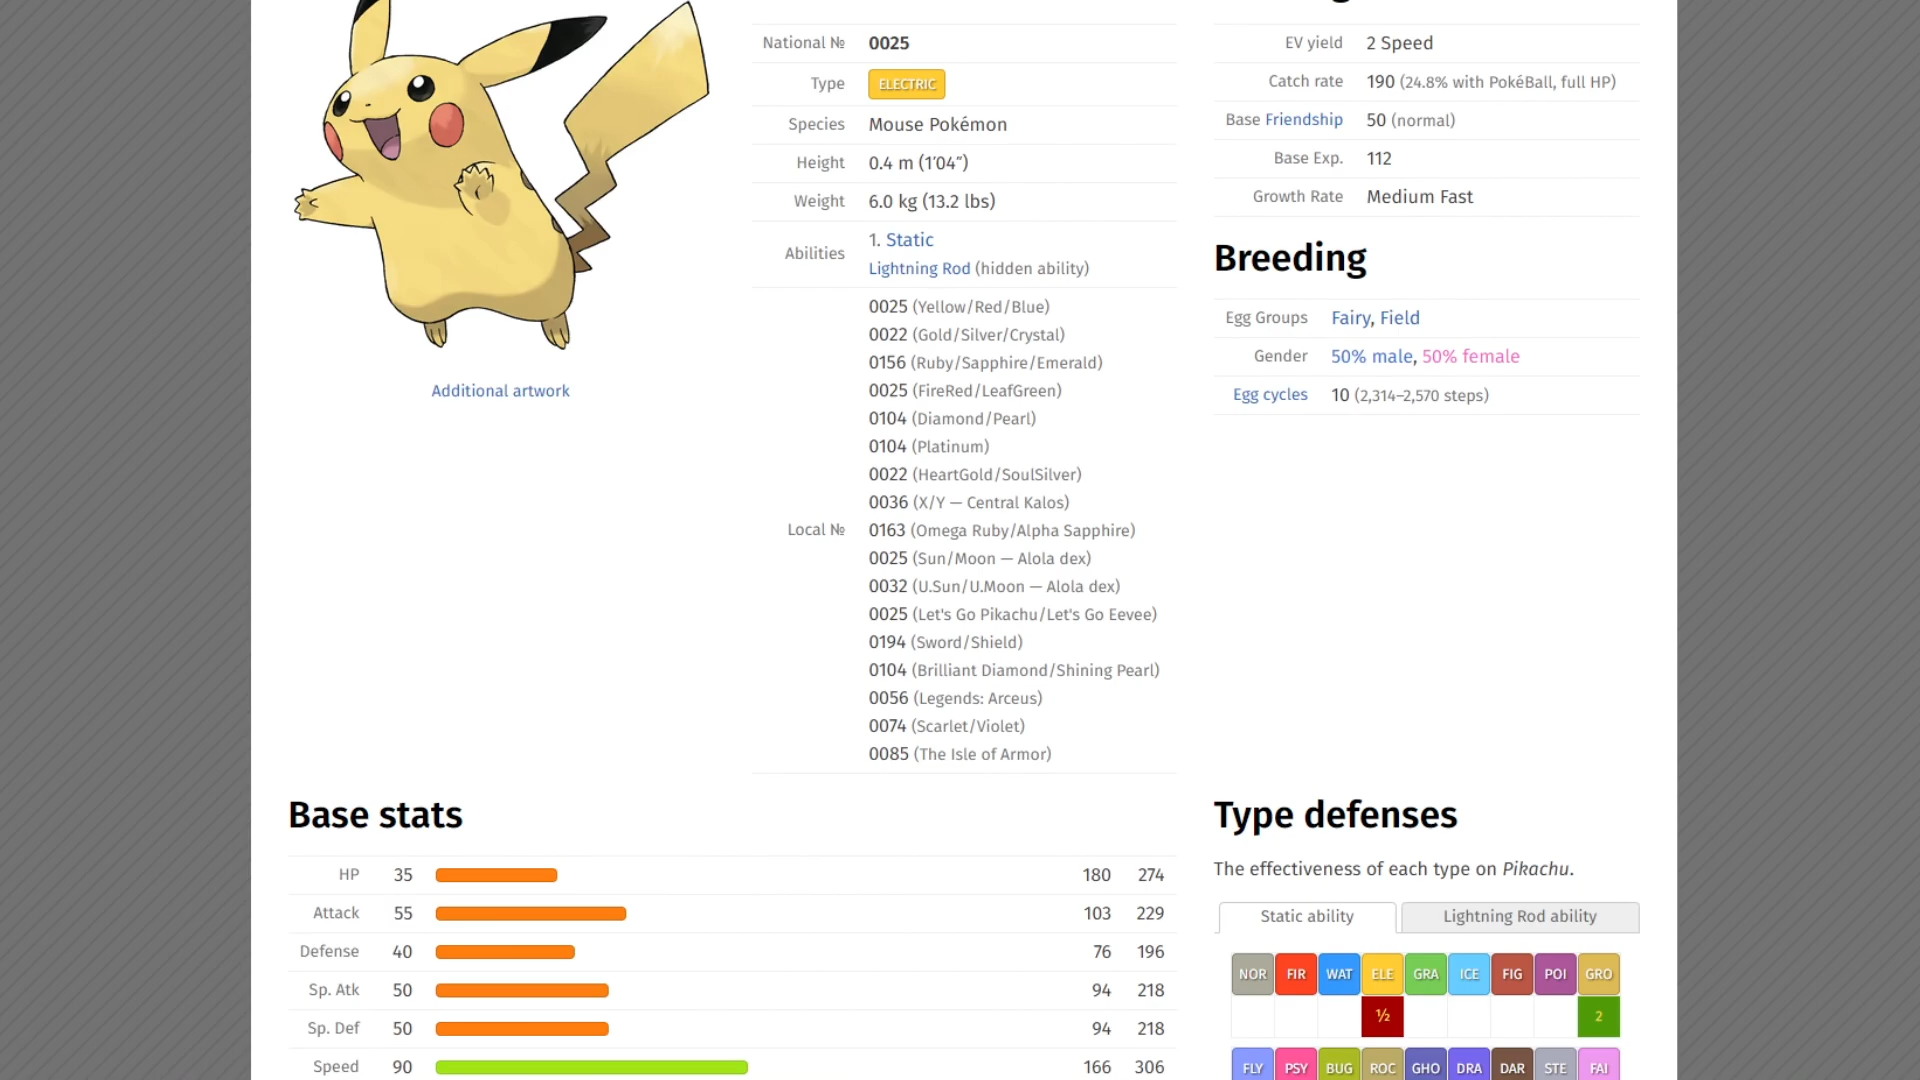 National № 0025
Type ELECTRIC
Species Mouse Pokémon
Height 0.4 m (1′04″)
Weight 6.0 kg (13.2 lbs)
Abilities 1. Static
Lightning Rod (hidden ability)
Local № 0025 (Yellow/Red/Blue)
0022 (Gold/Silver/Crystal)
0156 (Ruby/Sapphire/Emerald)
0025 (FireRed/LeafGreen)
0104 (Diamond/Pearl)
0104 (Platinum)
0022 (HeartGold/SoulSilver)
0036 (X/Y — Central Kalos)
0163 (Omega Ruby/Alpha Sapphire)
0025 (Sun/Moon — Alola dex)
0032 (U.Sun/U.Moon — Alola dex)
0025 (Let's Go Pikachu/Let's Go Eevee)
0194 (Sword/Shield)
0104 (Brilliant Diamond/Shining Pearl)
0056 (Legends: Arceus)
0074 (Scarlet/Violet)
0085 (The Isle of Armor)
Additional artwork
EV yield 2 Speed
Catch rate 190 (24.8% with PokéBall, full HP)
Base Friendship 50 (normal)
Base Exp. 112
Growth Rate Medium Fast
Breeding
Egg Groups Fairy, Field
Gender 50% male, 50% female
Egg cycles 10 (2,314–2,570 steps)
Base stats
HP 35 180 274
Attack 55 103 229
Defense 40 76 196
Sp. Atk 50 94 218
Sp. Def 50 94 218
Speed 90 166 306
Type defenses
The effectiveness of each type on Pikachu.
Static ability Lightning Rod ability
NOR FIR WAT ELE GRA ICE FIG POI GRO
½ 2
FLY PSY BUG ROC GHO DRA DAR STE FAI